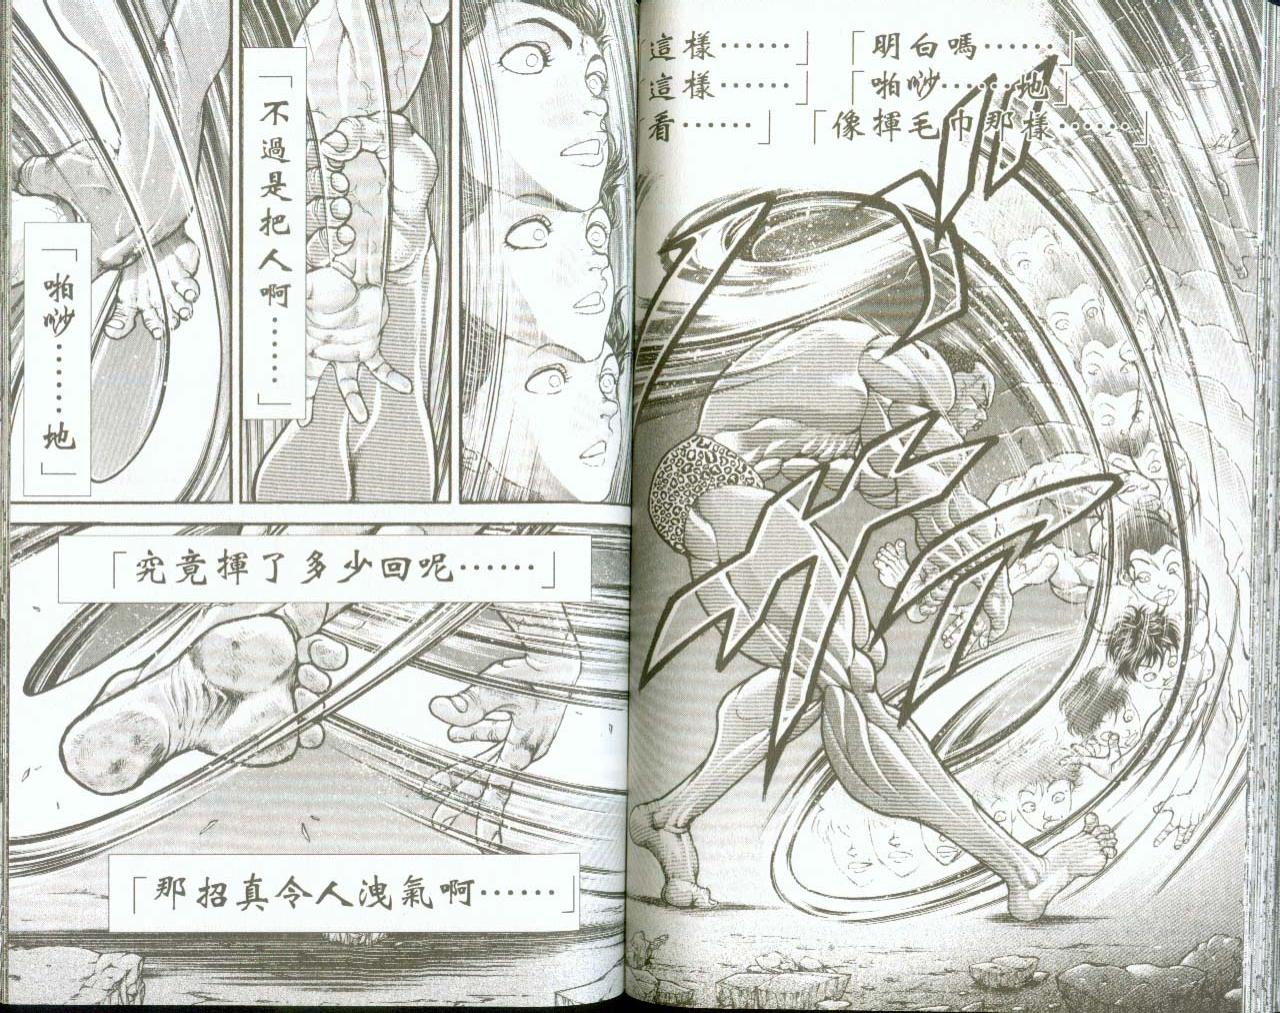 「這樣……」 「明白嗎……」
「這樣……」 「啪唦……地」
「看……」 「像揮毛巾那樣……」
「不過是把人啊……」
「啪唦……地」
「究竟揮了多少回呢……」
「那招真令人洩氣啊……」